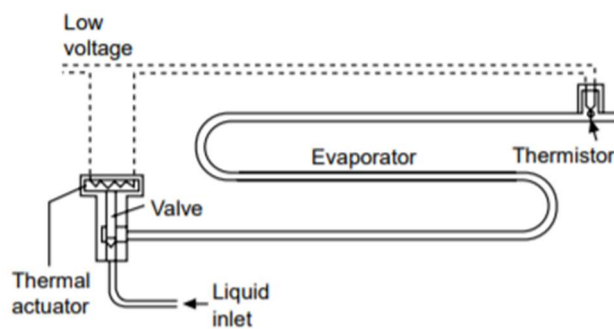 Low
voltage
Evaporator
Thermistor
Valve
Thermal
actuator
Liquid
inlet